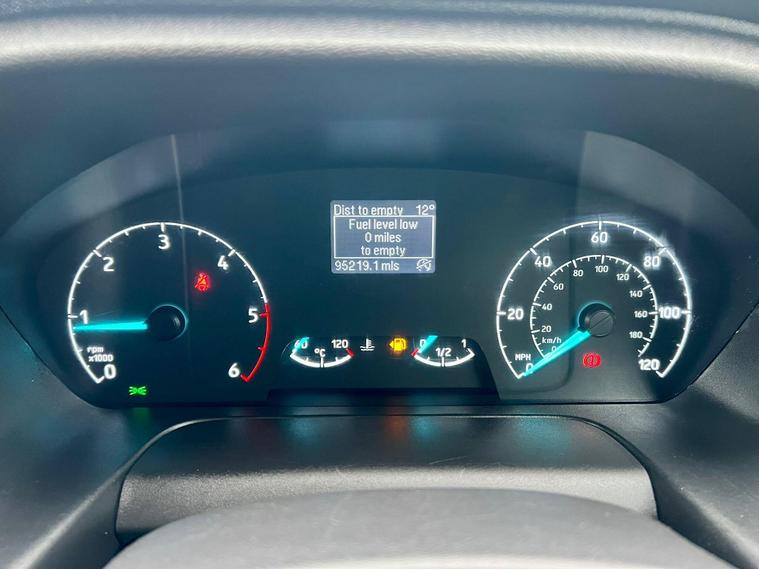 Dist to empty 12°
Fuel level low
0 miles
to empty
95219.1 mls
0 1 2 3 4 5 6
rpm
x1000
60 °C 120
0 1/2 1
0 20 40 60 80 100 120
MPH
20 40 60 80 100 120 140 160 180
km/h